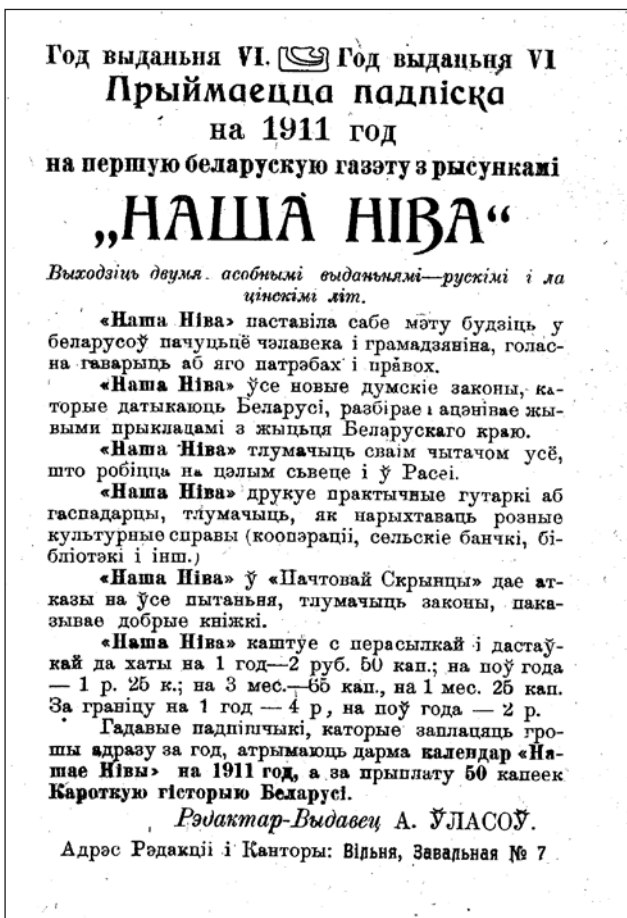 Год выданьня VI. Год выданьня VI
Прыймаецца падпіска
на 1911 год
на першую беларускую газэту з рысункамі
„НАША НІВА“
Выходзіць двумя асобнымі выданьнямі—рускімі і ла
цінскімі літ.
«Наша Ніва» паставіла сабе мэту будзіць у
беларусоў пачуцьцё чэлавека і грамадзяніна, голас-
на гаварыць аб яго патрэбах і правох.
«Наша Ніва» ўсе новые думскіе законы, ка-
торые датыкаюць Беларусі, разбірае і ацэнівае жы-
выми прыкладамі з жыцьця Беларускаго краю.
«Наша Ніва» тлумачыць сваім чытачом усё,
што робіцца на цэлым сьвеце і ў Расеі.
«Наша Ніва» друкуе практычные гутаркі аб
гаспадарцы, тлумачыць, як нарыхтаваць розные
культурные справы (коопэраціі, сельскіе банчкі, бі-
бліотэкі і інш.)
«Наша Ніва» ў «Пачтовай Скрынцы» дае ат-
казы на ўсе пытаньня, тлумачыць законы, пака-
зывае добрые кніжкі.
«Наша Ніва» каштуе с перасылкай і дастаў-
кай да хаты на 1 год—2 руб. 50 кап.; на поў года
— 1 р. 25 к.; на 3 мес.—65 кап., на 1 мес. 25 кап.
За граніцу на 1 год — 4 р, на поў года — 2 р.
Гадавые падпішчыкі, каторые заплацяць гро-
шы адразу за год, атрымаюць дарма календар «На-
шае Нівы» на 1911 год, а за прыплату 50 капеек
Кароткую гісторыю Беларусі.
Рэдактар-Выдавец А. ЎЛАСОЎ.
Адрэс Рэдакціі і Канторы: Вільня, Завальная № 7